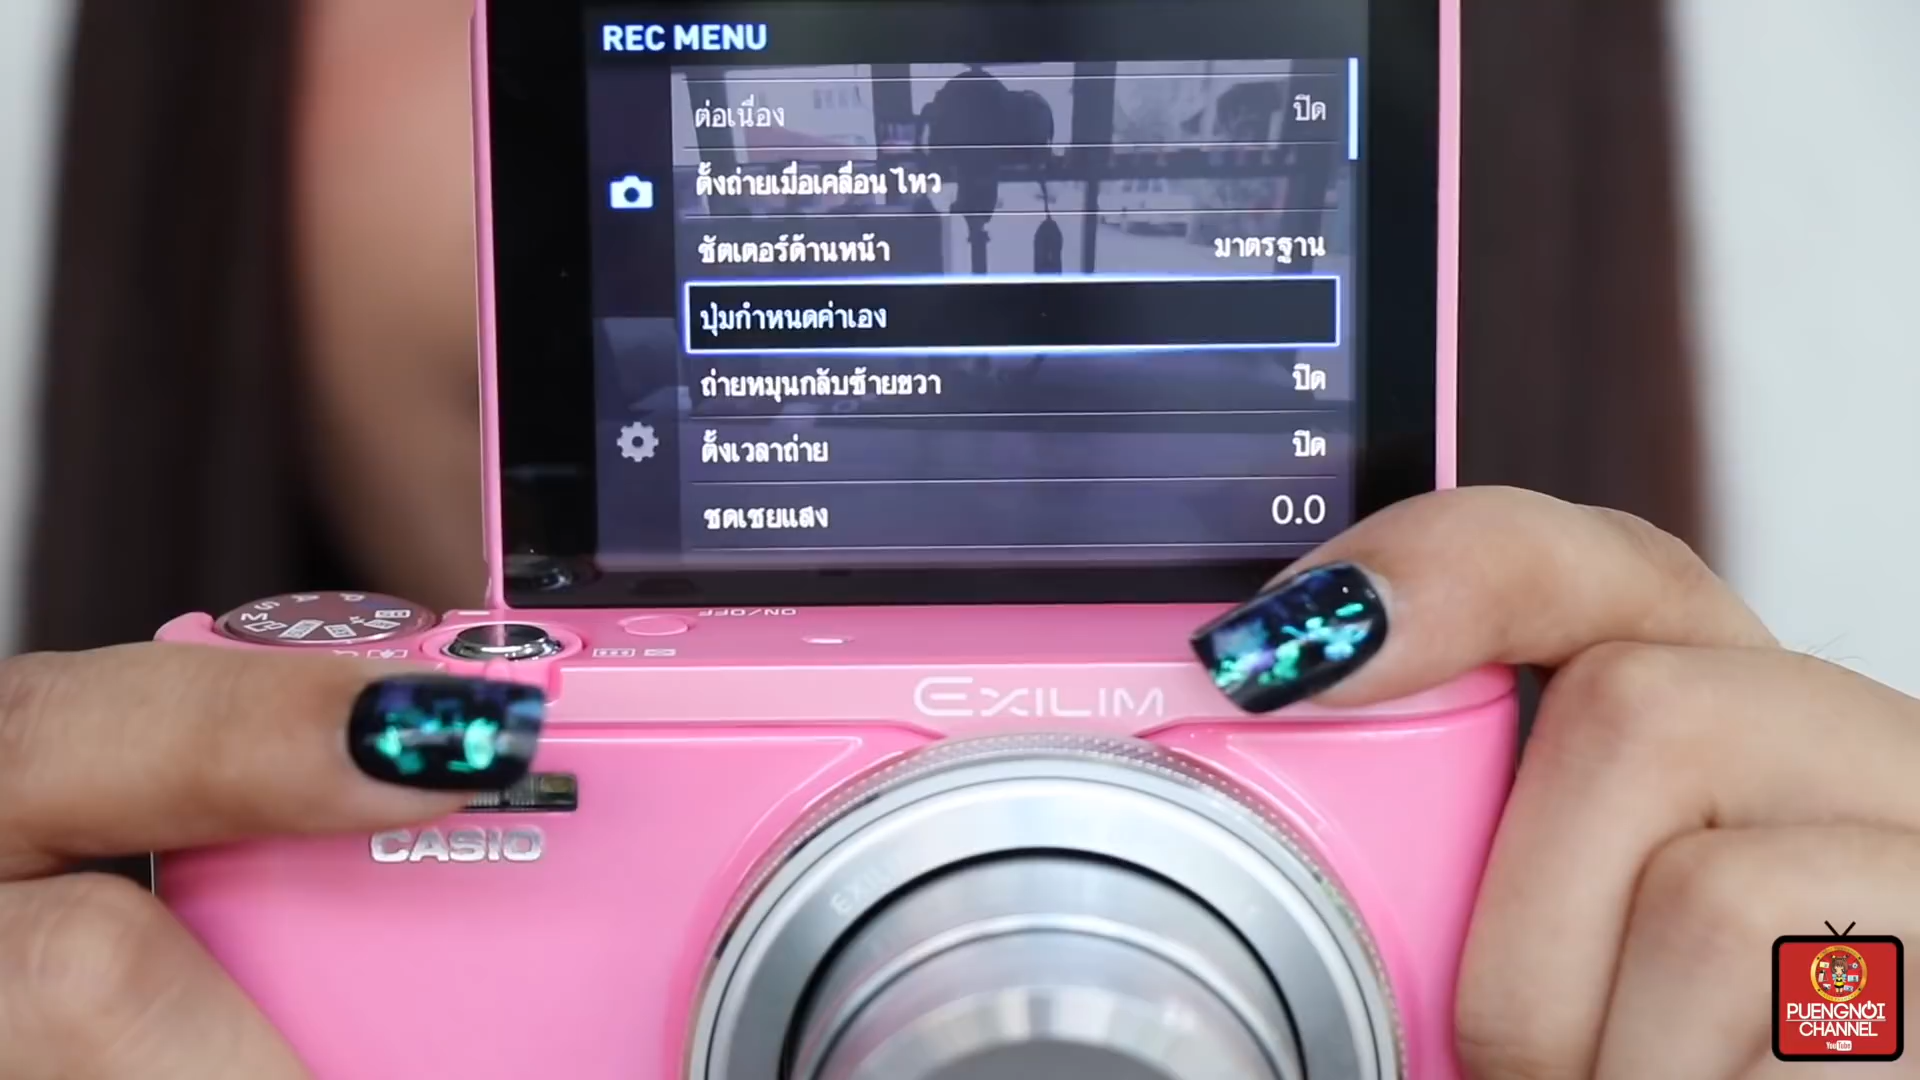 REC MENU
ต่อเนื่อง ปิด
ตั้งถ่ายเมื่อเคลื่อนไหว
ชัตเตอร์ด้านหน้า มาตรฐาน
ปุ่มกำหนดค่าเอง
ถ่ายหมุนกลับซ้ายขวา ปิด
ตั้งเวลาถ่าย ปิด
ชดเชยแสง 0.0
ON/OFF
P
A
S
M
EXILIM
CASIO
PUENGNOI
CHANNEL
YouTube